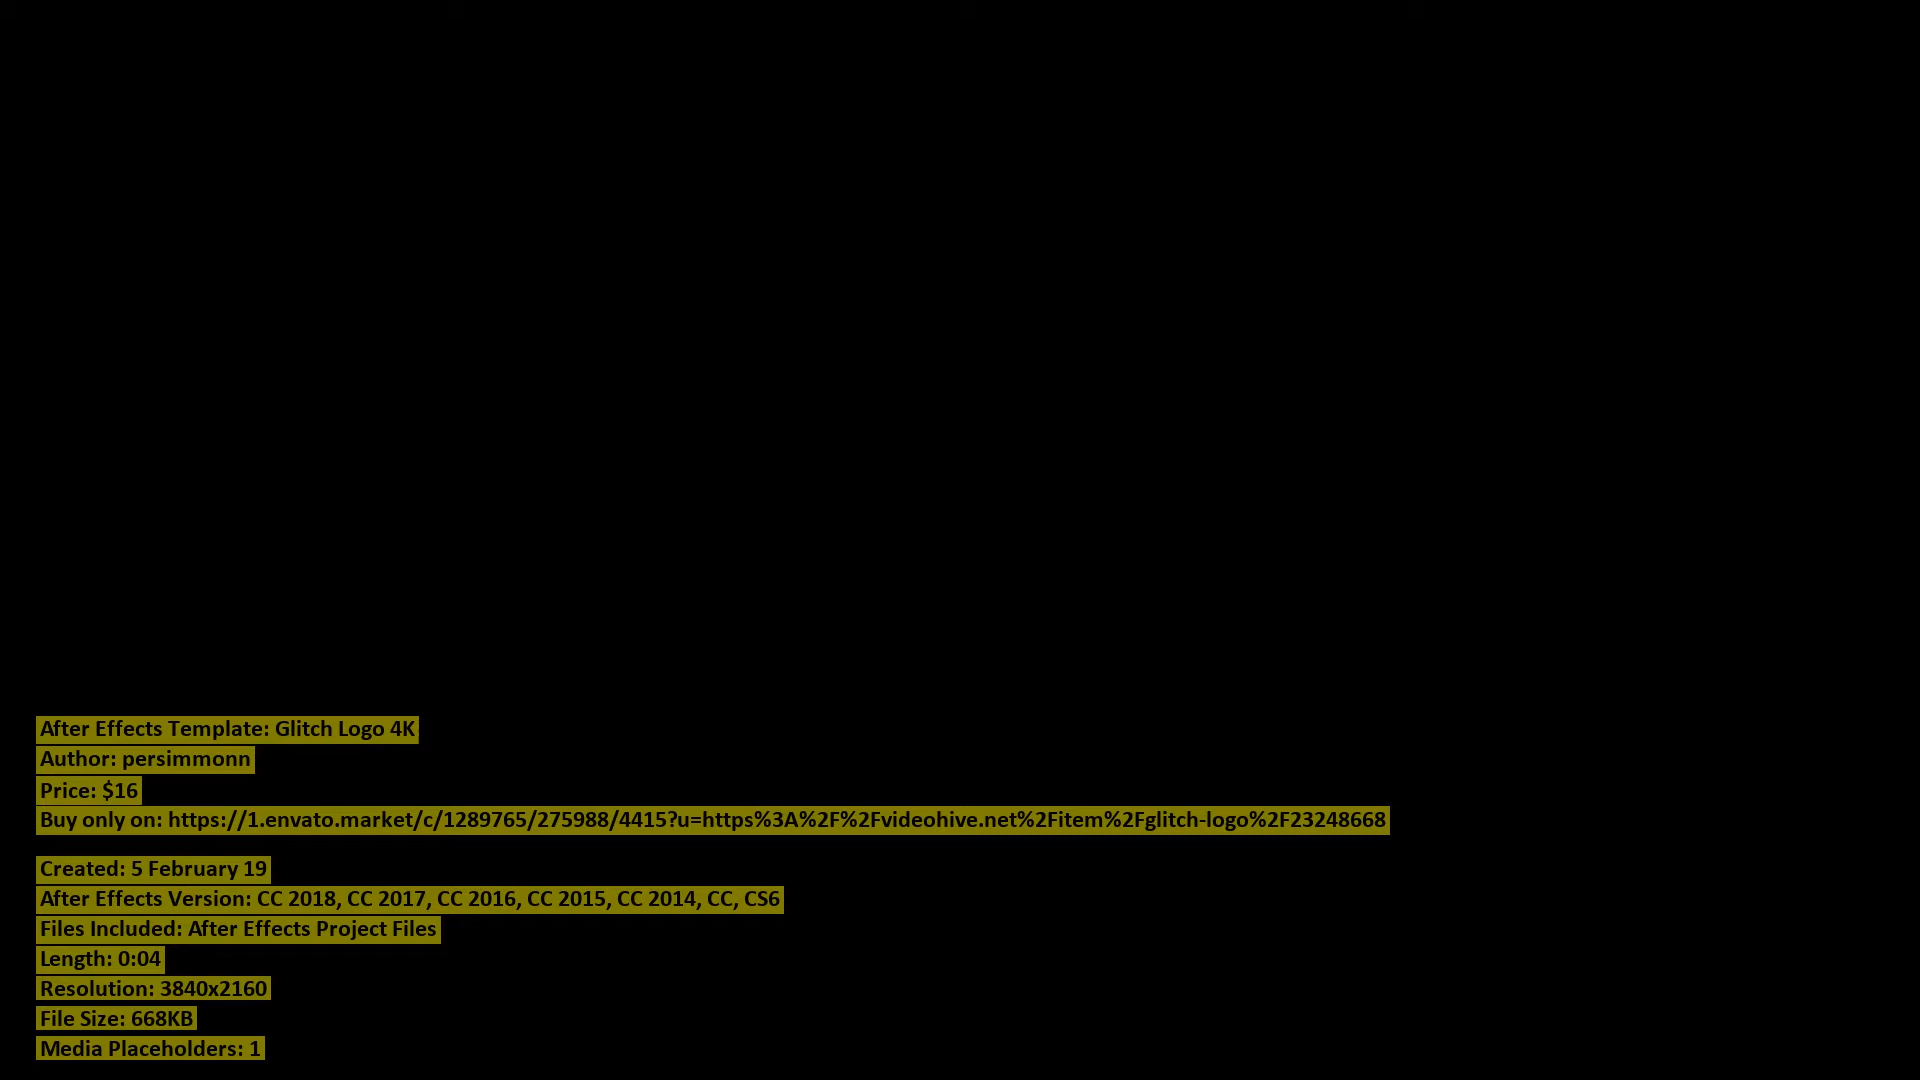 After Effects Template: Glitch Logo 4K
Author: persimmonn
Price: $16
Buy only on: https://1.envato.market/c/1289765/275988/4415?u=https%3A%2F%2Fvideohive.net%2Fitem%2Fglitch-logo%2F23248668
Created: 5 February 19
After Effects Version: CC 2018, CC 2017, CC 2016, CC 2015, CC 2014, CC, CS6
Files Included: After Effects Project Files
Length: 0:04
Resolution: 3840x2160
File Size: 668KB
Media Placeholders: 1